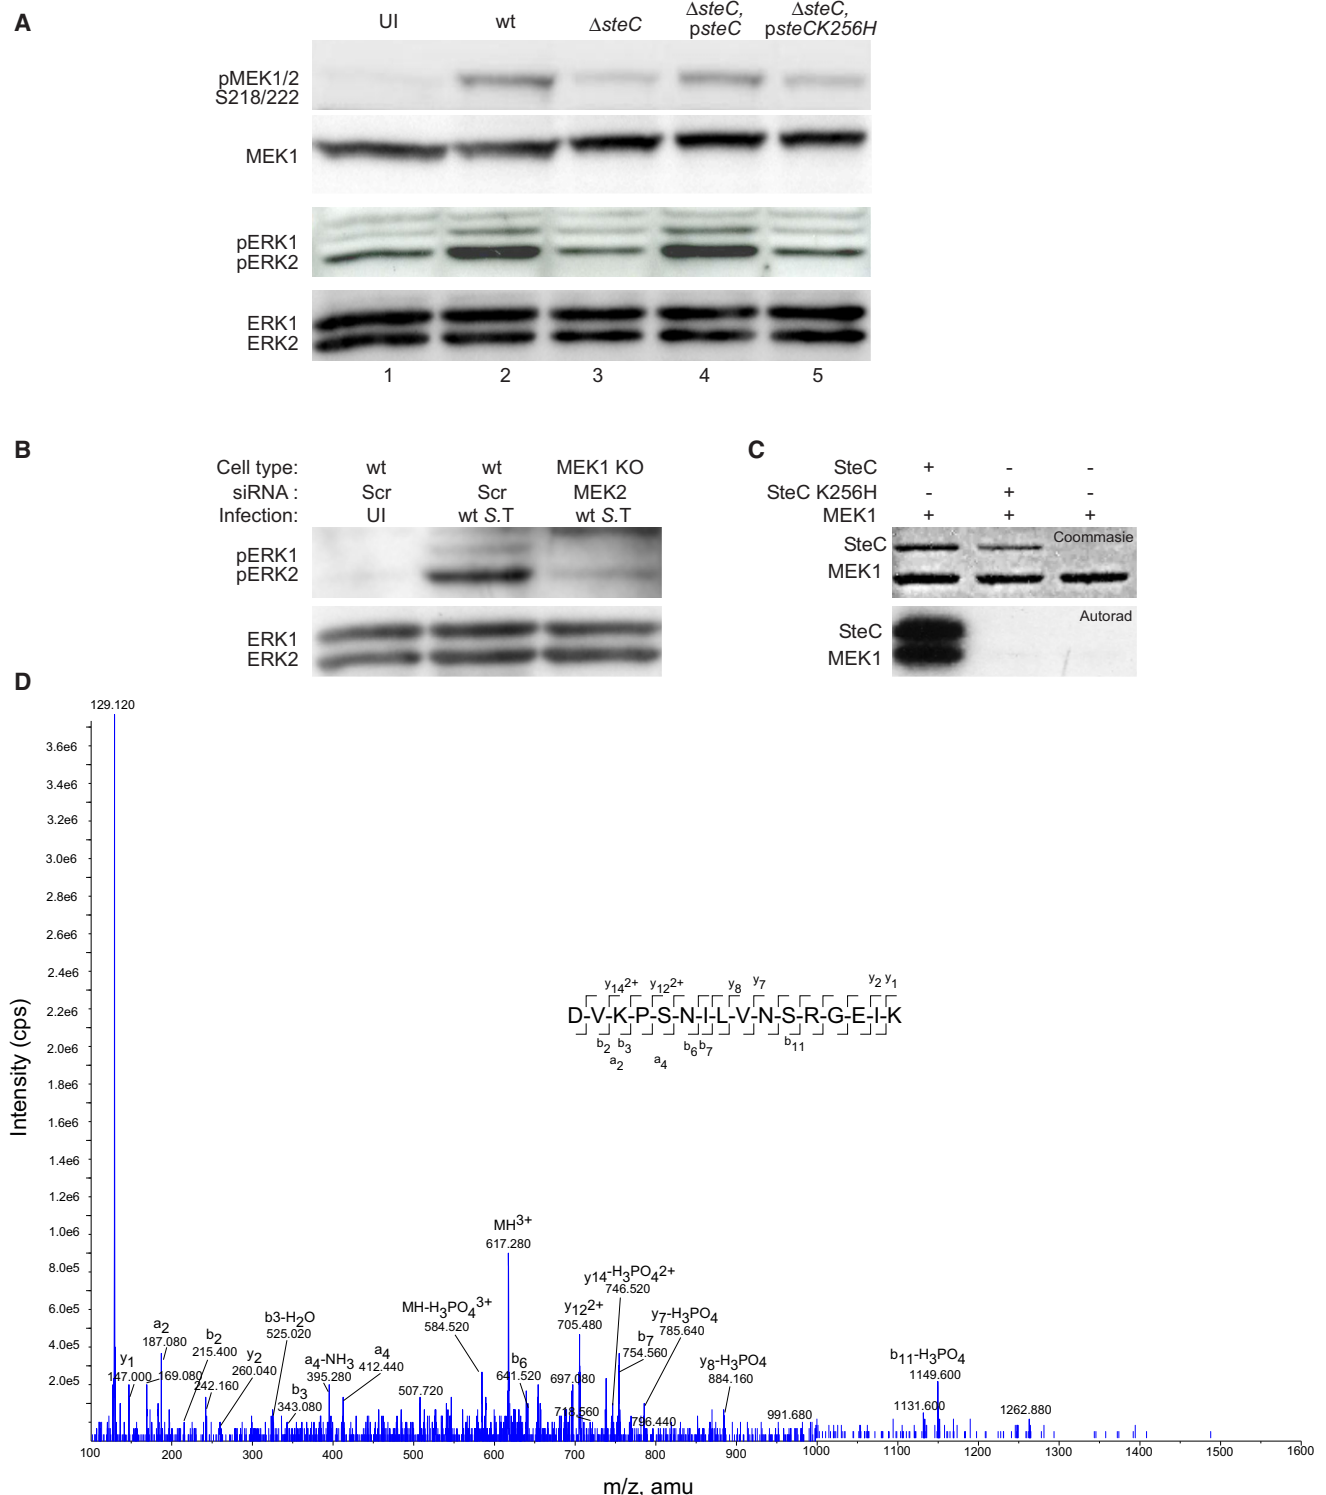 A
UI wt ΔsteC ΔsteC, psteC ΔsteC, psteCK256H
pMEK1/2
S218/222
MEK1
pERK1
pERK2
ERK1
ERK2
1 2 3 4 5
B
Cell type: wt wt MEK1 KO
siRNA : Scr Scr MEK2
Infection: UI wt S.T wt S.T
pERK1
pERK2
ERK1
ERK2
C
SteC + - -
SteC K256H - + -
MEK1 + + +
SteC Coommasie
MEK1
SteC Autorad
MEK1
D
129.120
3.6e6
3.4e6
3.2e6
3.0e6
2.8e6
2.6e6
2.4e6
2.2e6
2.0e6
1.8e6
1.6e6
1.4e6
1.2e6
1.0e6
8.0e5
6.0e5
4.0e5
2.0e5
Intensity (cps)
y14 2+ y12 2+ y8 y7 y2 y1
D-V-K-P-S-N-I-L-V-N-S-R-G-E-I-K
b2 b3 b6 b7 b11
a2 a4
MH3+
617.280
y14-H3PO4 2+
746.520
MH-H3PO4 3+
584.520
y12 2+
705.480
y7-H3PO4
785.640
b3-H2O
525.020
a2
187.080
b2
215.400
y2
260.040
a4-NH3
395.280
a4
412.440
b7
754.560
y8-H3PO4
884.160
b11-H3PO4
1149.600
y1
147.000
169.080
242.160
b3
343.080
507.720
b6
641.520
697.080
718.560
796.440
991.680
1131.600
1262.880
100 200 300 400 500 600 700 800 900 1000 1100 1200 1300 1400 1500 1600
m/z, amu